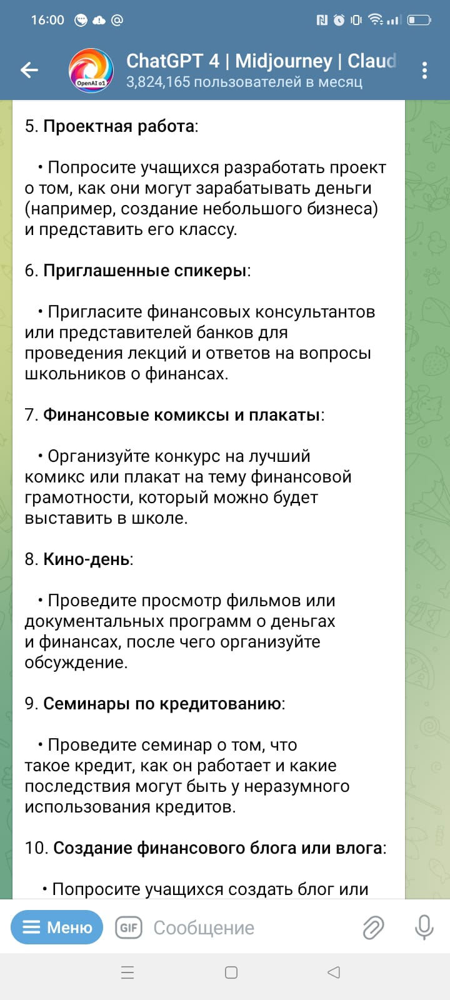 16:00
OpenAI o1
ChatGPT 4 | Midjourney | Claud
3,824,165 пользователей в месяц
5. Проектная работа:
• Попросите учащихся разработать проект
о том, как они могут зарабатывать деньги
(например, создание небольшого бизнеса)
и представить его классу.
6. Приглашенные спикеры:
• Пригласите финансовых консультантов
или представителей банков для
проведения лекций и ответов на вопросы
школьников о финансах.
7. Финансовые комиксы и плакаты:
• Организуйте конкурс на лучший
комикс или плакат на тему финансовой
грамотности, который можно будет
выставить в школе.
8. Кино-день:
• Проведите просмотр фильмов или
документальных программ о деньгах
и финансах, после чего организуйте
обсуждение.
9. Семинары по кредитованию:
• Проведите семинар о том, что
такое кредит, как он работает и какие
последствия могут быть у неразумного
использования кредитов.
10. Создание финансового блога или влога:
• Попросите учащихся создать блог или
Меню
GIF
Сообщение